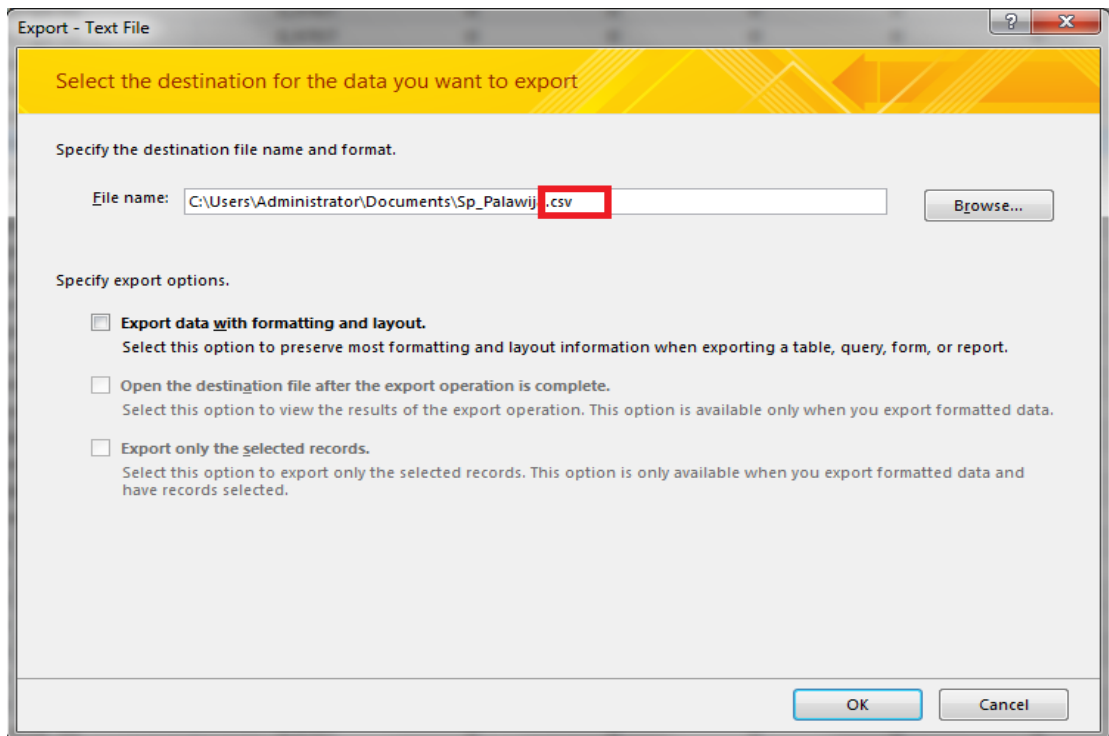 Export - Text File
Select the destination for the data you want to export
Specify the destination file name and format.
File name: C:\Users\Administrator\Documents\Sp_Palawij.csv
Browse...
Specify export options.
Export data with formatting and layout.
Select this option to preserve most formatting and layout information when exporting a table, query, form, or report.
Open the destination file after the export operation is complete.
Select this option to view the results of the export operation. This option is available only when you export formatted data.
Export only the selected records.
Select this option to export only the selected records. This option is only available when you export formatted data and
have records selected.
OK Cancel